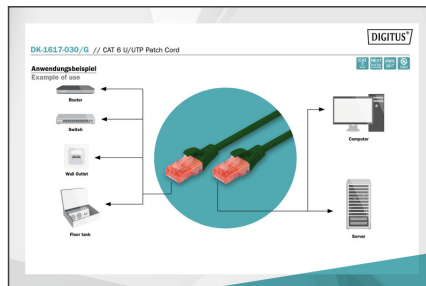 DIGITUS®
DK-1617-030/G // CAT 6 U/UTP Patch Cord
Anwendungsbeispiel
Example of use
Router
Switch
Wall Outlet
Floor tank
Computer
Server